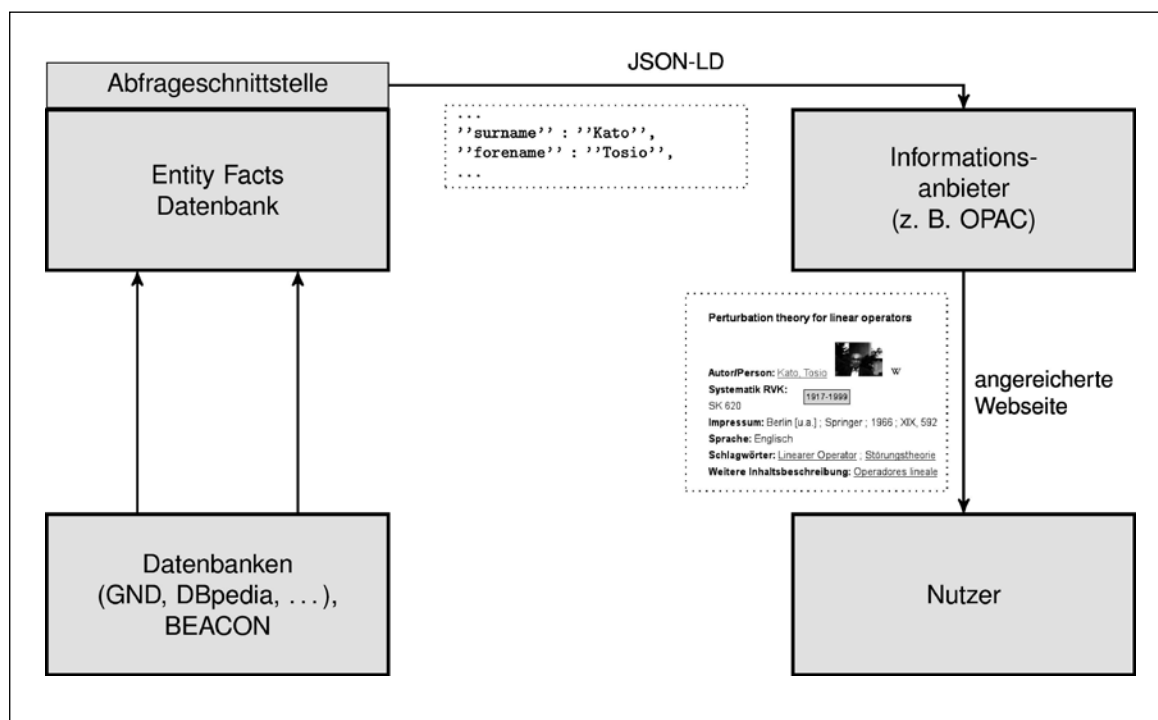 JSON-LD
Abfrageschnittstelle
...
’’surname’’ : ’’Kato’’,
’’forename’’ : ’’Tosio’’,
...
Entity Facts
Datenbank
Informations-
anbieter
(z. B. OPAC)
Perturbation theory for linear operators
Autor/Person: Kato, Tosio W
Systematik RVK:
1917-1999
SK 620
Impressum: Berlin [u.a.] ; Springer ; 1966 ; XIX, 592
Sprache: Englisch
Schlagwörter: Linearer Operator ; Störungstheorie
Weitere Inhaltsbeschreibung: Operadores lineale
angereicherte
Webseite
Datenbanken
(GND, DBpedia, ...),
BEACON
Nutzer